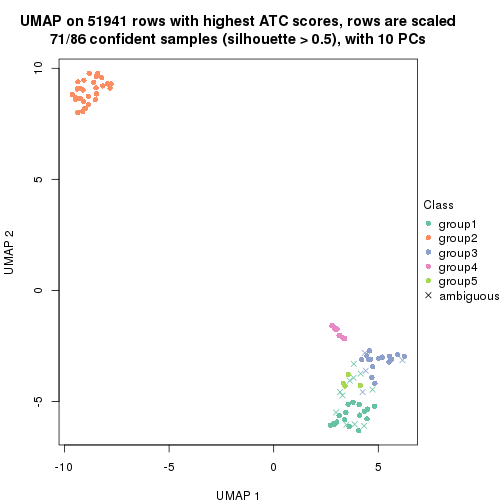 UMAP on 51941 rows with highest ATC scores, rows are scaled
71/86 confident samples (silhouette > 0.5), with 10 PCs
10
5
0
-5
UMAP 2
-10
-5
0
5
UMAP 1
Class
group1
group2
group3
group4
group5
ambiguous